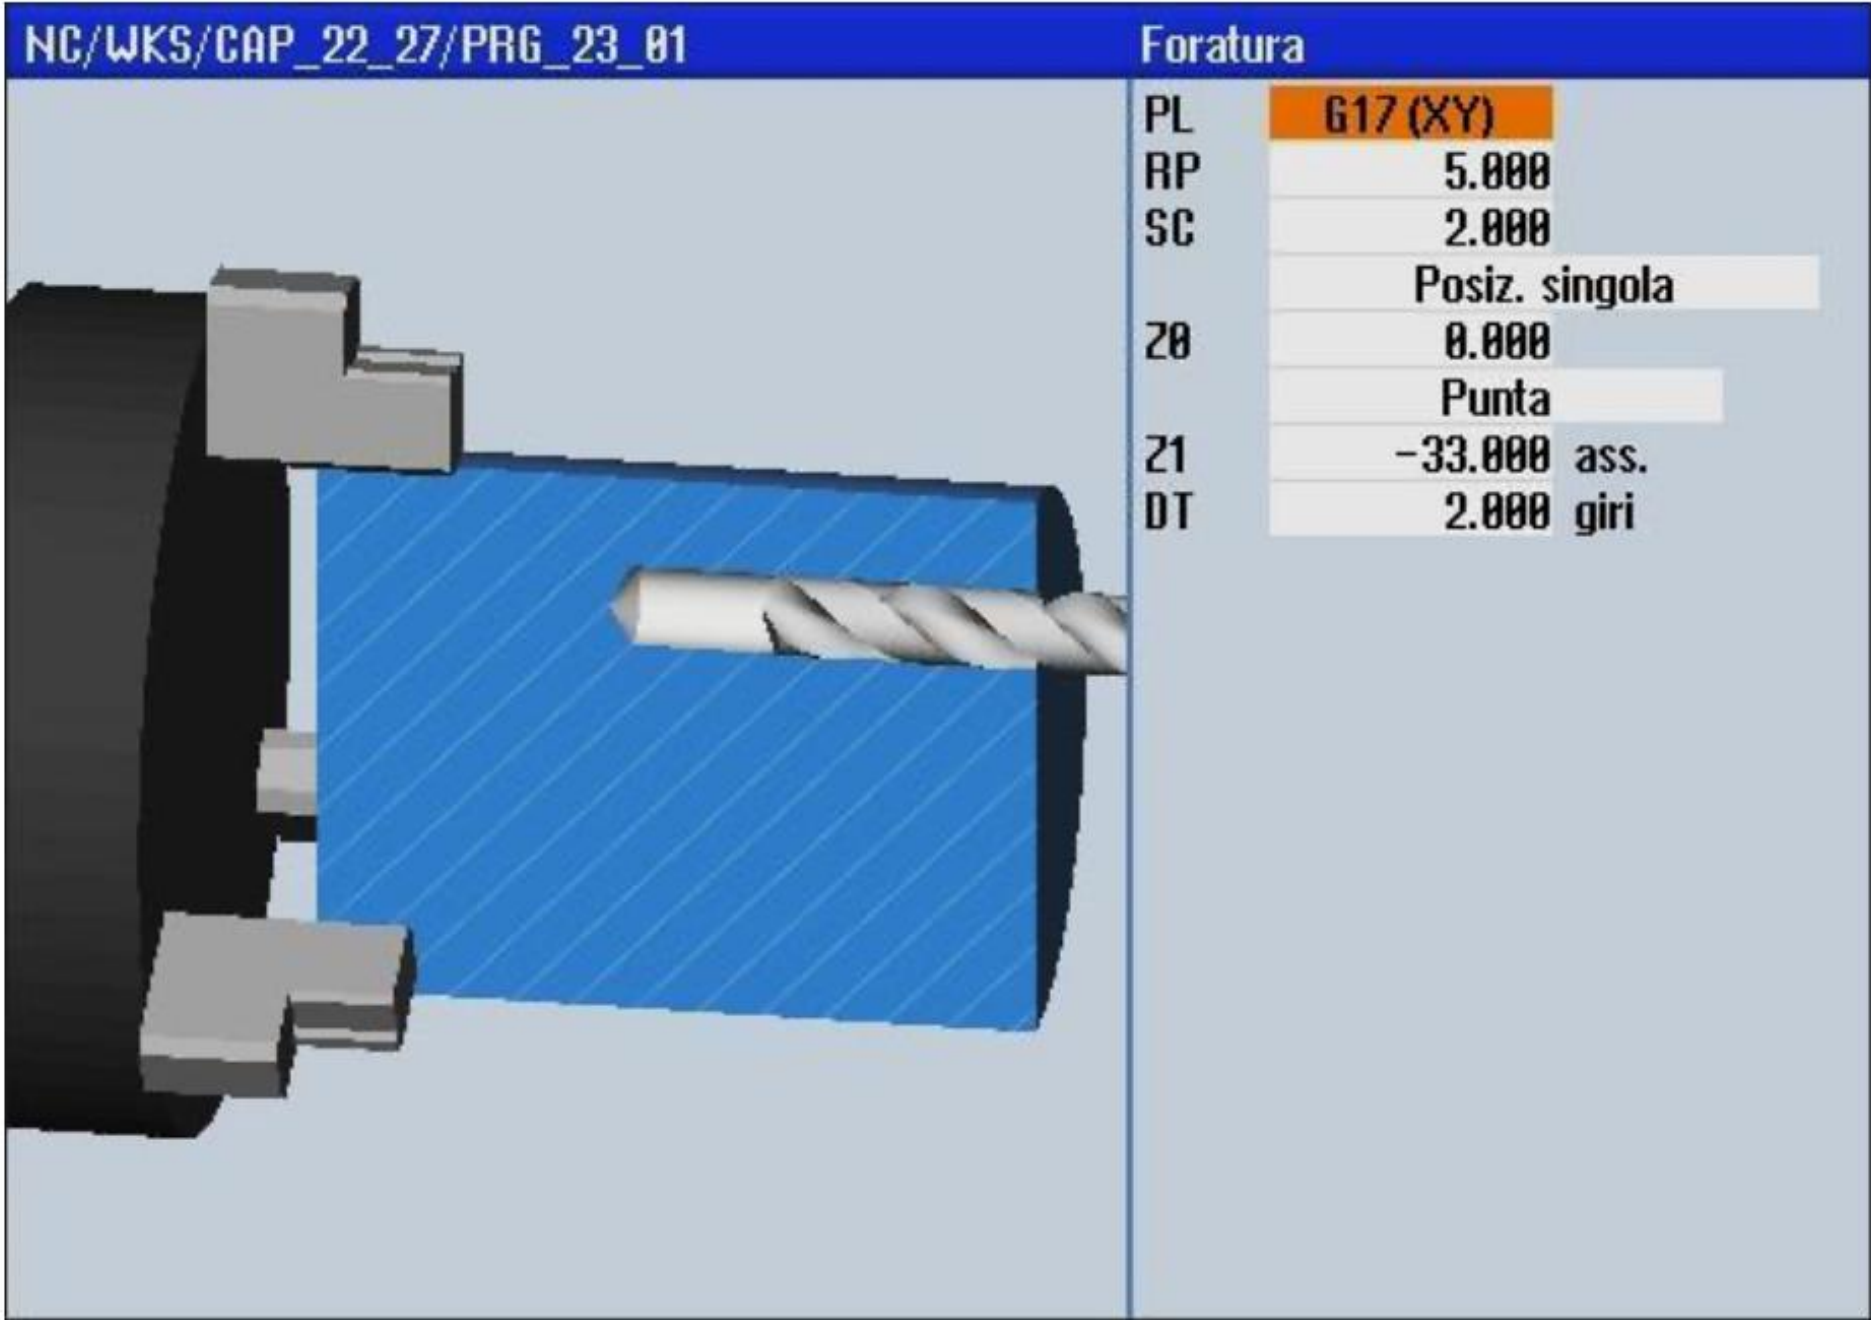 NC/WKS/CAP_22_27/PRG_23_01
Foratura
PL G17 (XY)
RP 5.000
SC 2.000
Posiz. singola
Z0 0.000
Punta
Z1 -33.000 ass.
DT 2.000 giri